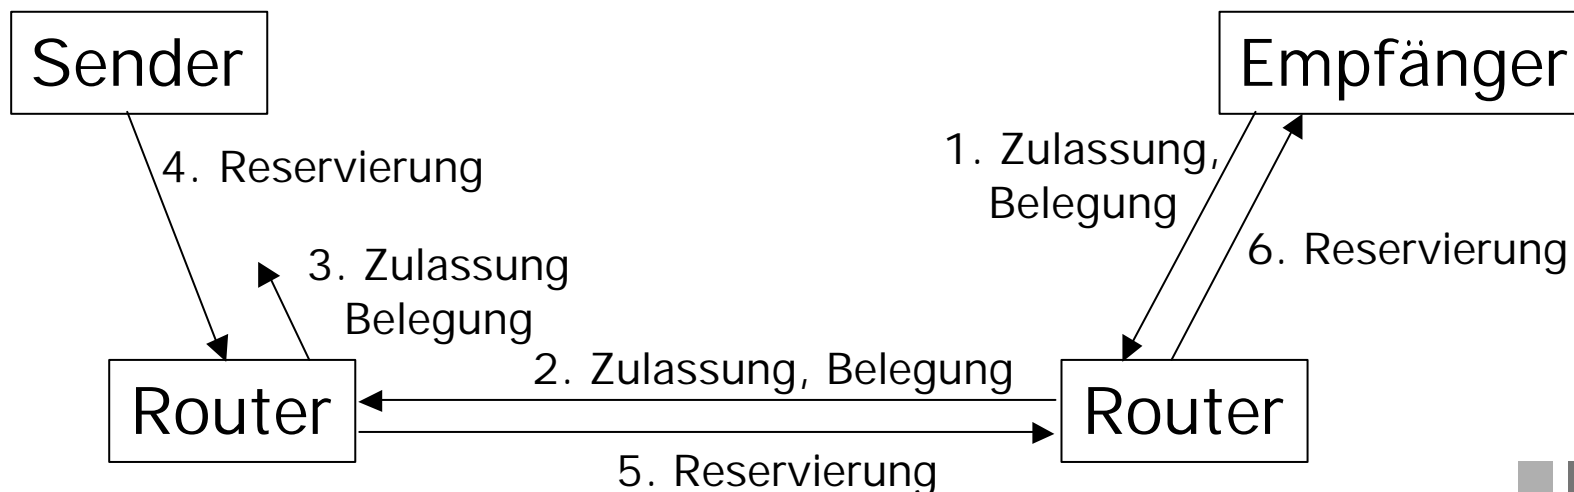 Sender
Empfänger
4. Reservierung
1. Zulassung,
Belegung
3. Zulassung
Belegung
6. Reservierung
2. Zulassung, Belegung
Router
Router
5. Reservierung